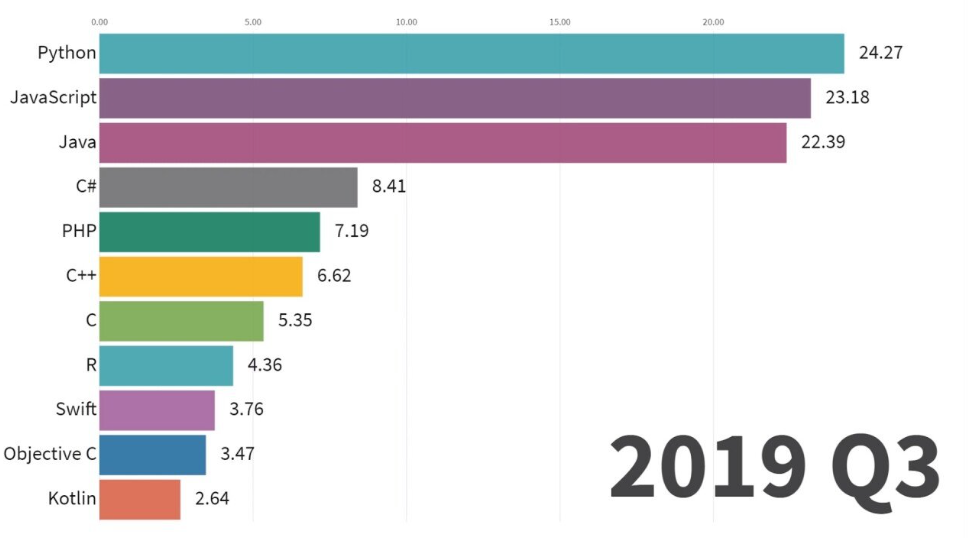 0.00 5.00 10.00 15.00 20.00
Python 24.27
JavaScript 23.18
Java 22.39
C# 8.41
PHP 7.19
C++ 6.62
C 5.35
R 4.36
Swift 3.76
Objective C 3.47
Kotlin 2.64
2019 Q3